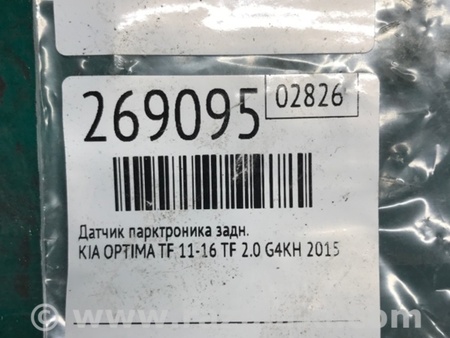 269095
02826
Датчик парктроника задн.
KIA OPTIMA TF 11-16 TF 2.0 G4KH 2015